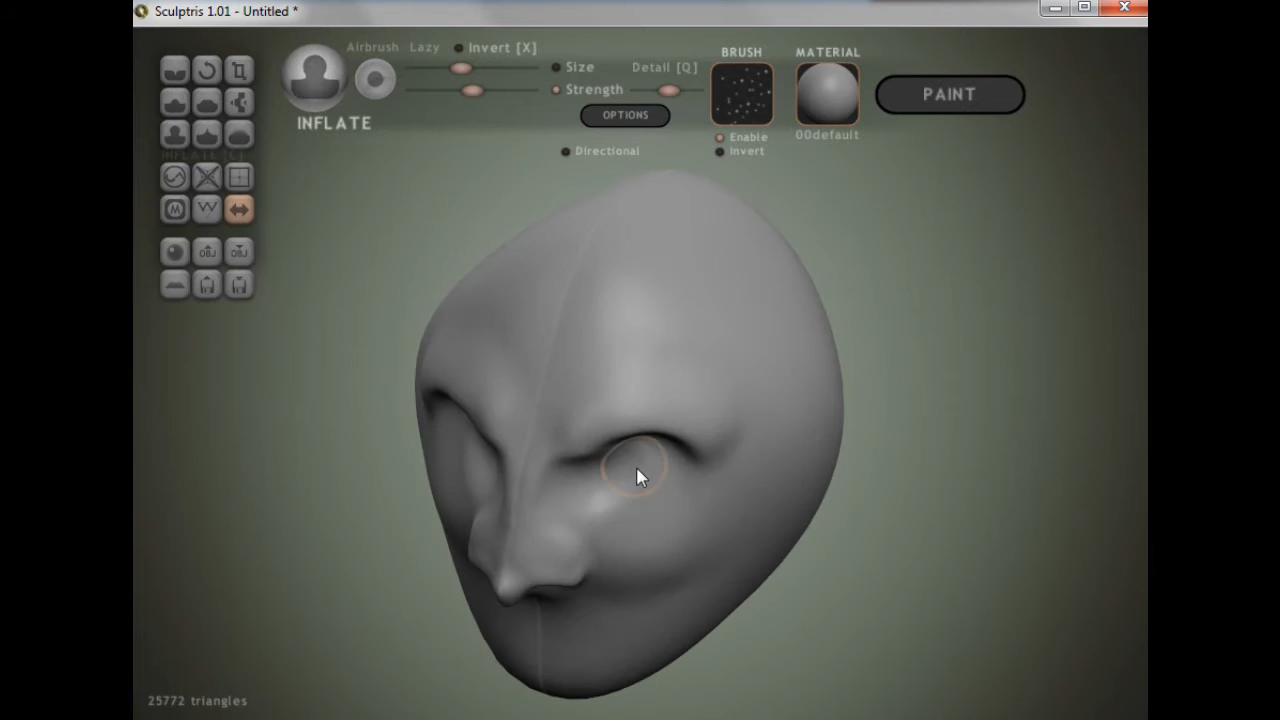 Sculptris 1.01 - Untitled *
Airbrush Lazy Invert [X]
Size Detail [Q]
Strength
INFLATE
OPTIONS
Directional
BRUSH
Enable
Invert
MATERIAL
00default
PAINT
INFLATE [C]
M
OBJ OBJ
25772 triangles